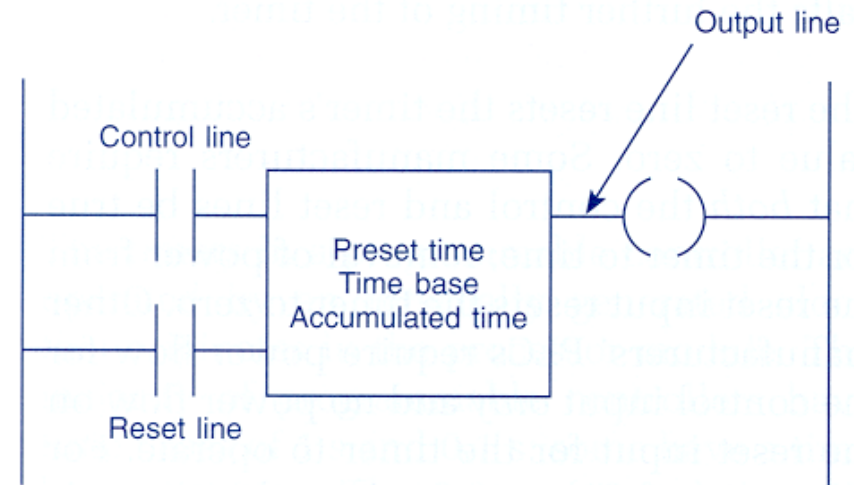 Output line
Control line
Preset time
Time base
Accumulated time
Reset line